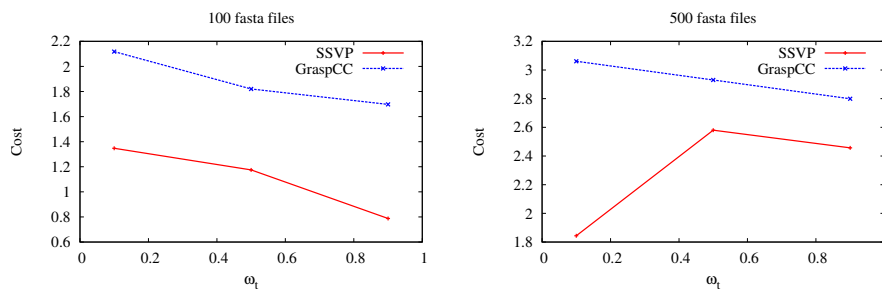 100 fasta files
2.2
2
1.8
1.6
1.4
1.2
1
0.8
0.6
Cost
SSVP
GraspCC
0 0.2 0.4 0.6 0.8 1
ωt
500 fasta files
3.2
3
2.8
2.6
2.4
2.2
2
1.8
Cost
SSVP
GraspCC
0 0.2 0.4 0.6 0.8
ωt